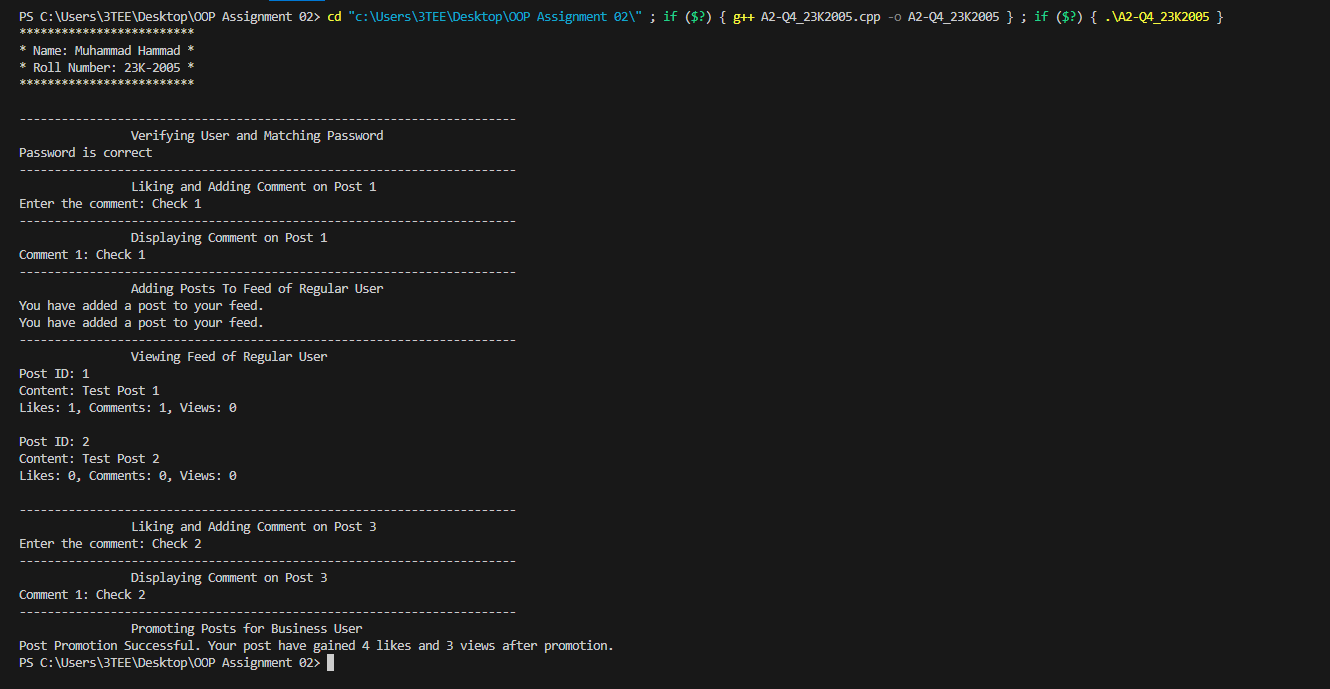 PS C:\Users\3TEE\Desktop\OOP Assignment 02> cd "c:\Users\3TEE\Desktop\OOP Assignment 02\" ; if ($?) { g++ A2-Q4_23K2005.cpp -o A2-Q4_23K2005 } ; if ($?) { .\A2-Q4_23K2005 }
*************************
* Name: Muhammad Hammad *
* Roll Number: 23K-2005 *
*************************

-----------------------------------------------------------------------
                Verifying User and Matching Password
Password is correct
-----------------------------------------------------------------------
                Liking and Adding Comment on Post 1
Enter the comment: Check 1
-----------------------------------------------------------------------
                Displaying Comment on Post 1
Comment 1: Check 1
-----------------------------------------------------------------------
                Adding Posts To Feed of Regular User
You have added a post to your feed.
You have added a post to your feed.
-----------------------------------------------------------------------
                Viewing Feed of Regular User
Post ID: 1
Content: Test Post 1
Likes: 1, Comments: 1, Views: 0

Post ID: 2
Content: Test Post 2
Likes: 0, Comments: 0, Views: 0

-----------------------------------------------------------------------
                Liking and Adding Comment on Post 3
Enter the comment: Check 2
-----------------------------------------------------------------------
                Displaying Comment on Post 3
Comment 1: Check 2
-----------------------------------------------------------------------
                Promoting Posts for Business User
Post Promotion Successful. Your post have gained 4 likes and 3 views after promotion.
PS C:\Users\3TEE\Desktop\OOP Assignment 02>